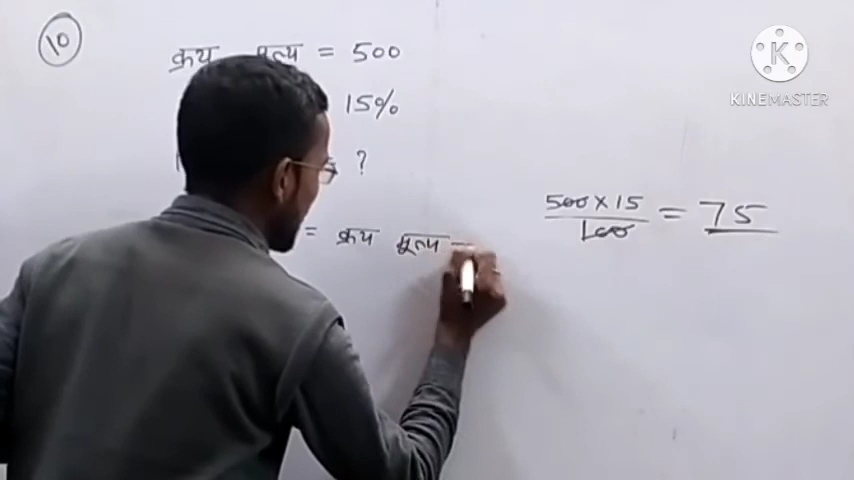 10
क्रय मूल्य = 500
15%
?
500 × 15 / 100 = 75
= क्रय मूल्य -
K
KINEMASTER